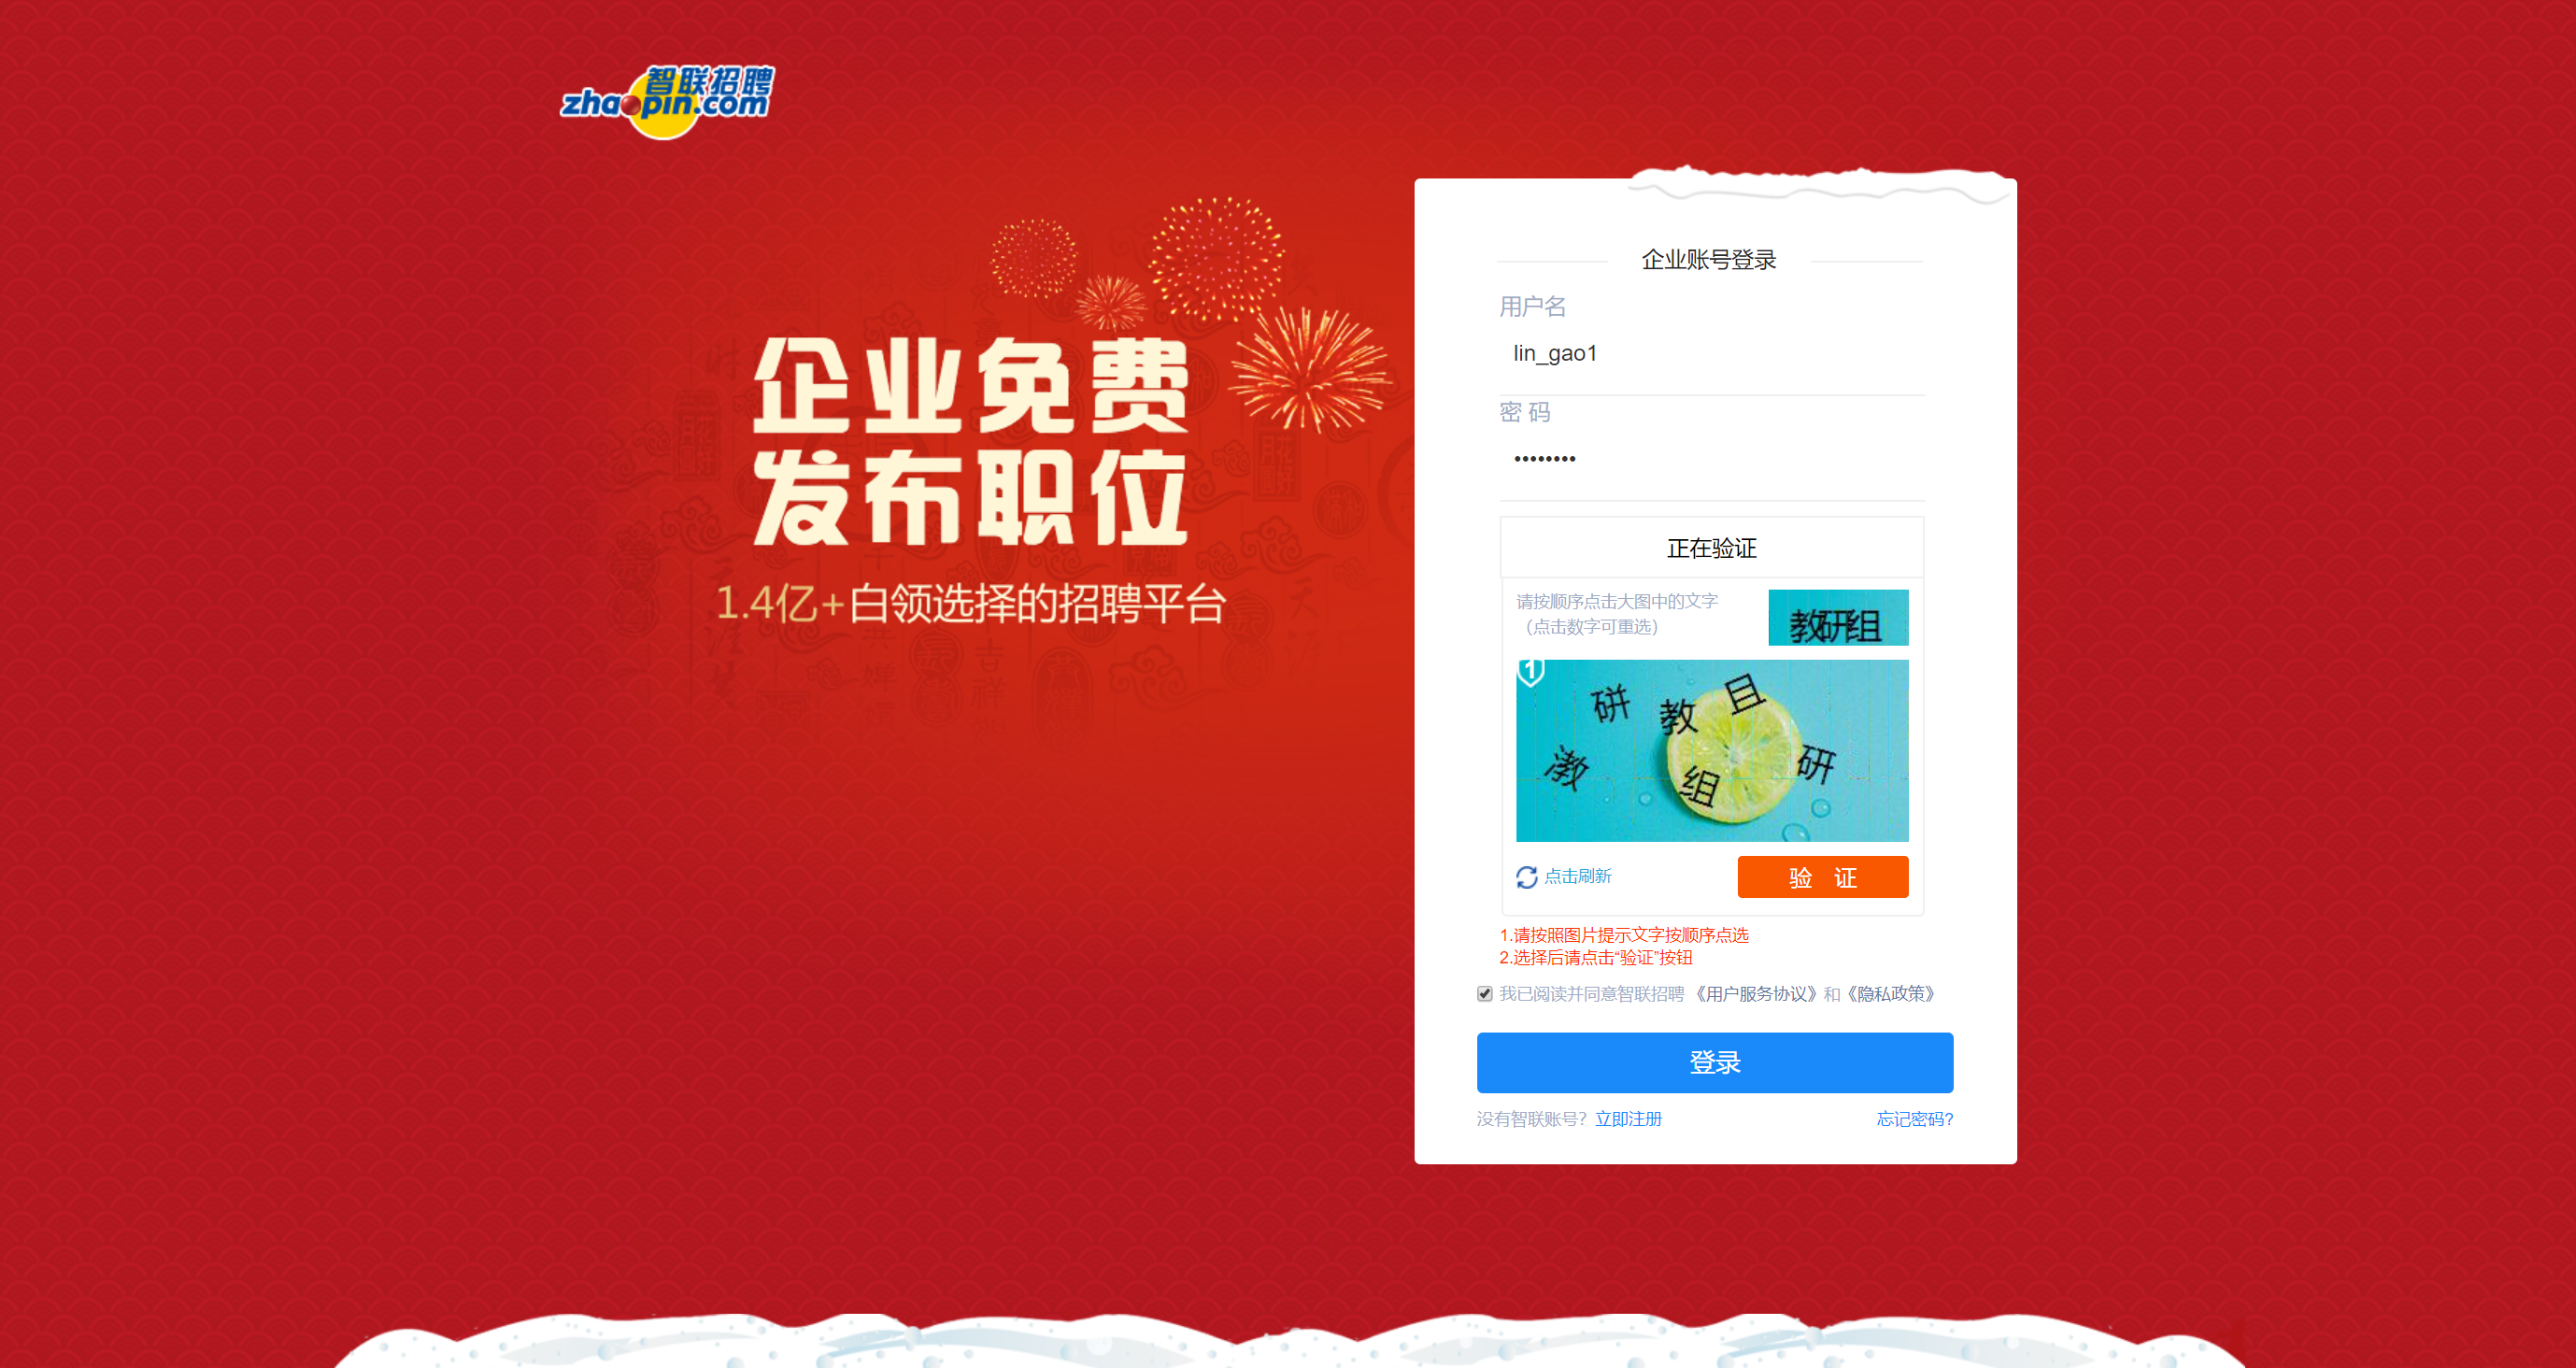 智联招聘
zhaopin.com
企业免费
发布职位
1.4亿+白领选择的招聘平台
企业账号登录
用户名
lin_gao1
密 码
••••••••
正在验证
请按顺序点击大图中的文字
（点击数字可重选）
教研组
1
研 教 且
教 组 研
点击刷新
验 证
1.请按照图片提示文字按顺序点选
2.选择后请点击“验证”按钮
我已阅读并同意智联招聘 《用户服务协议》和《隐私政策》
登录
没有智联账号? 立即注册
忘记密码?